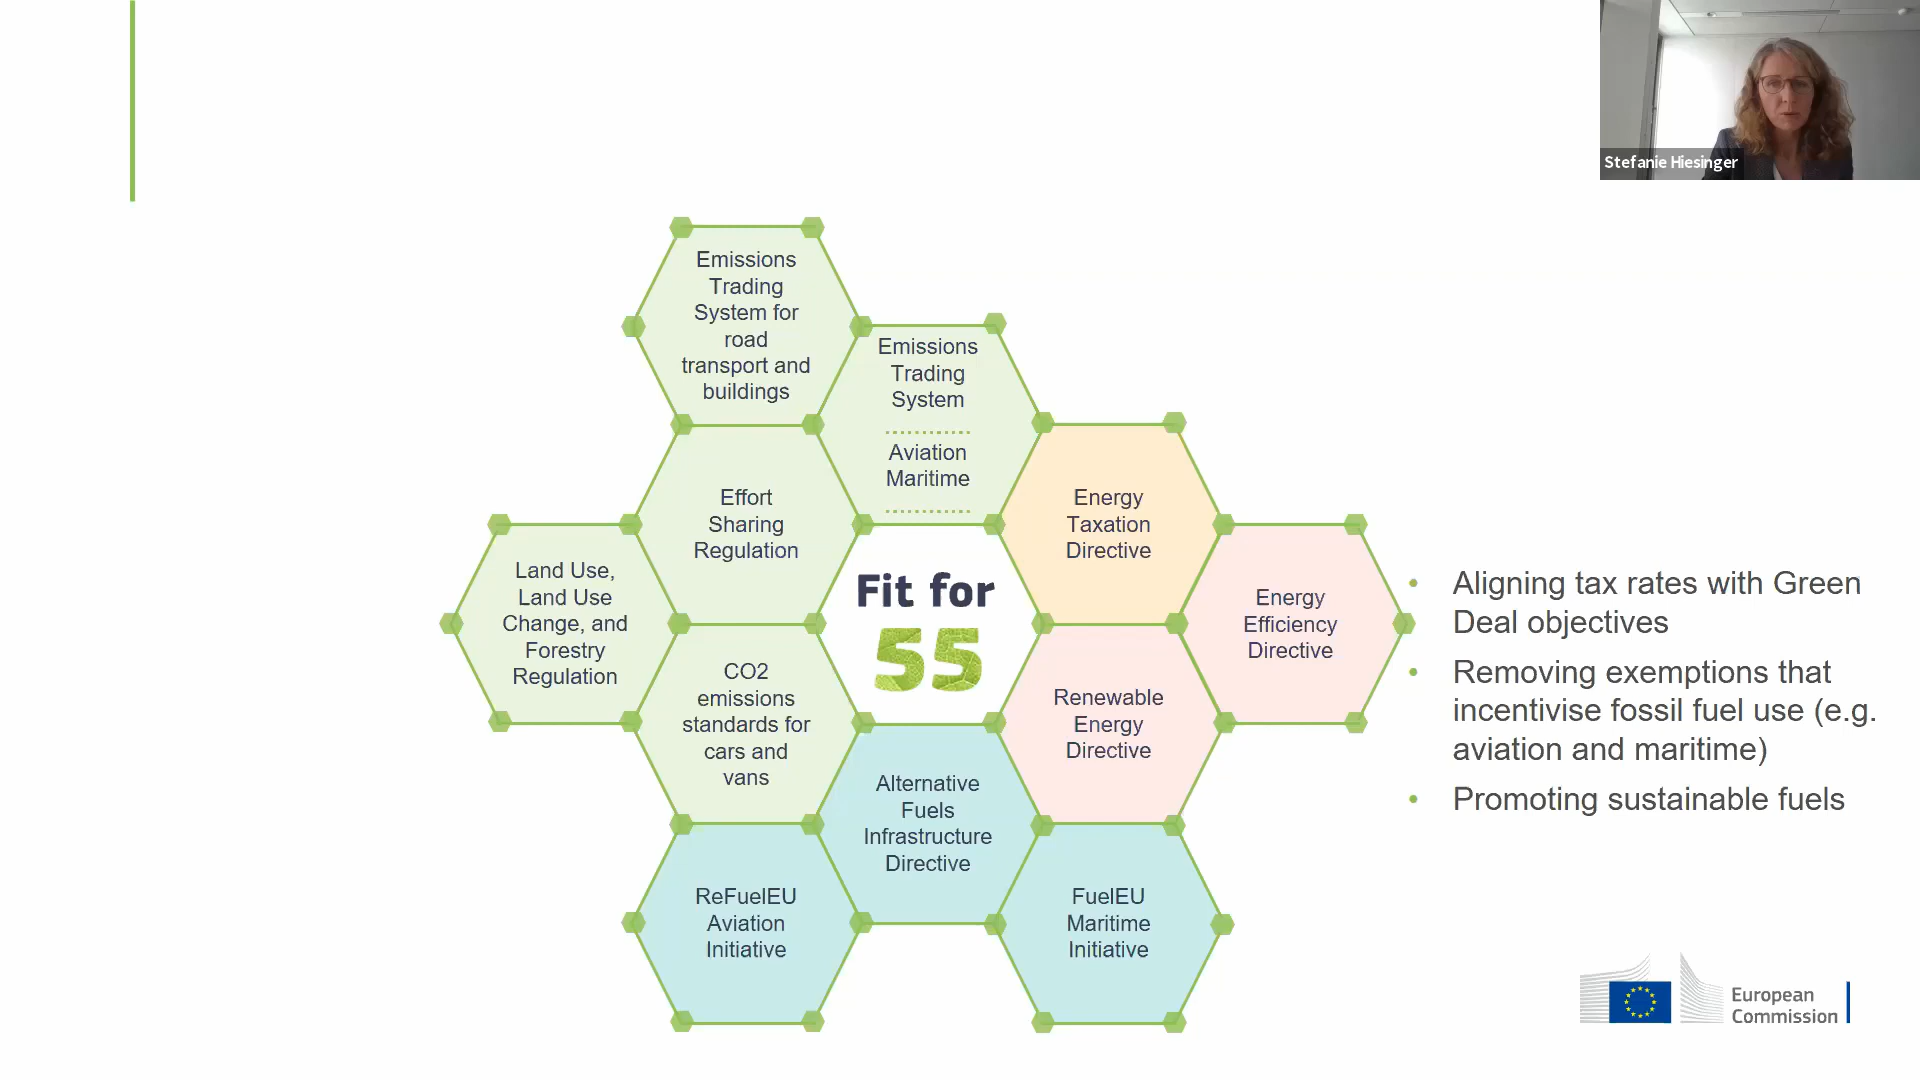 Stefanie Hiesinger
Emissions
Trading
System for
road
transport and
buildings
Emissions
Trading
System
Aviation
Maritime
Effort
Sharing
Regulation
Energy
Taxation
Directive
Land Use,
Land Use
Change, and
Forestry
Regulation
Fit for
55
Energy
Efficiency
Directive
CO2
emissions
standards for
cars and
vans
Renewable
Energy
Directive
Alternative
Fuels
Infrastructure
Directive
ReFuelEU
Aviation
Initiative
FuelEU
Maritime
Initiative
• Aligning tax rates with Green
Deal objectives
• Removing exemptions that
incentivise fossil fuel use (e.g.
aviation and maritime)
• Promoting sustainable fuels
European
Commission